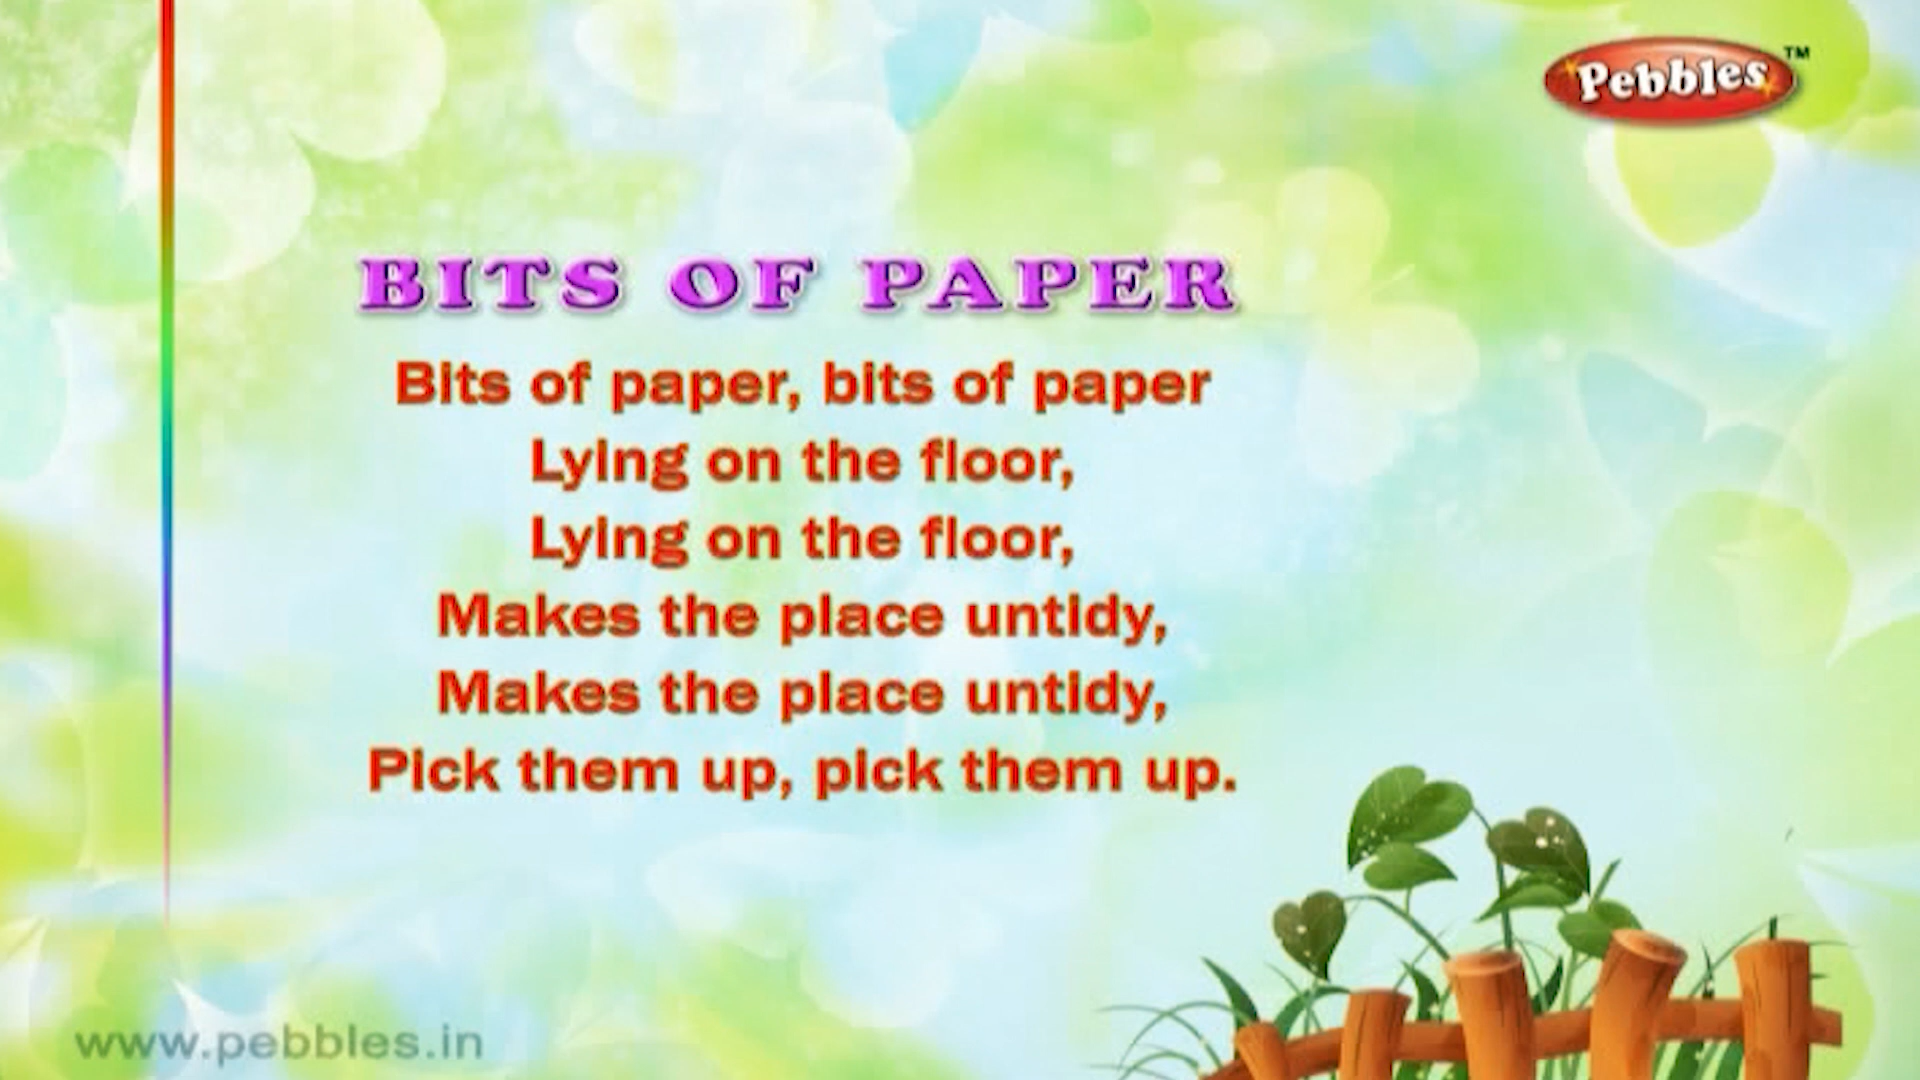 Pebbles™
BITS OF PAPER
Bits of paper, bits of paper
Lying on the floor,
Lying on the floor,
Makes the place untidy,
Makes the place untidy,
Pick them up, pick them up.
www.pebbles.in